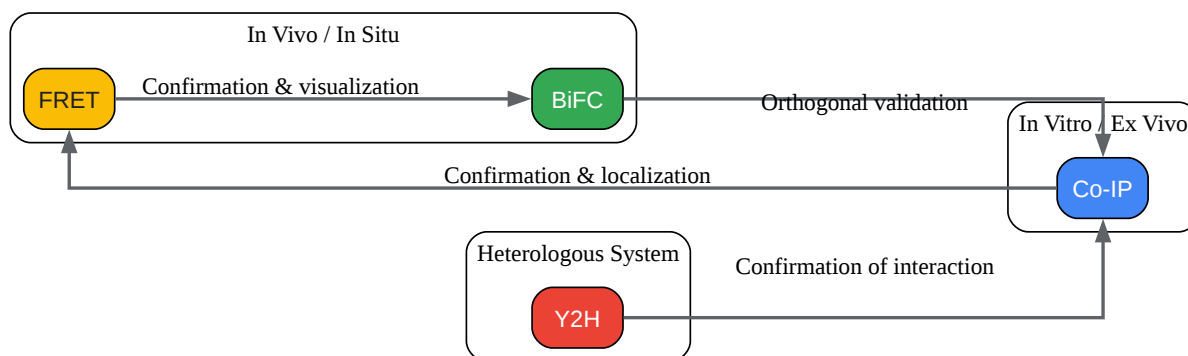 In Vivo / In Situ
FRET
Confirmation & visualization
BiFC
Orthogonal validation
In Vitro / Ex Vivo
Confirmation & localization
Co-IP
Heterologous System
Confirmation of interaction
Y2H